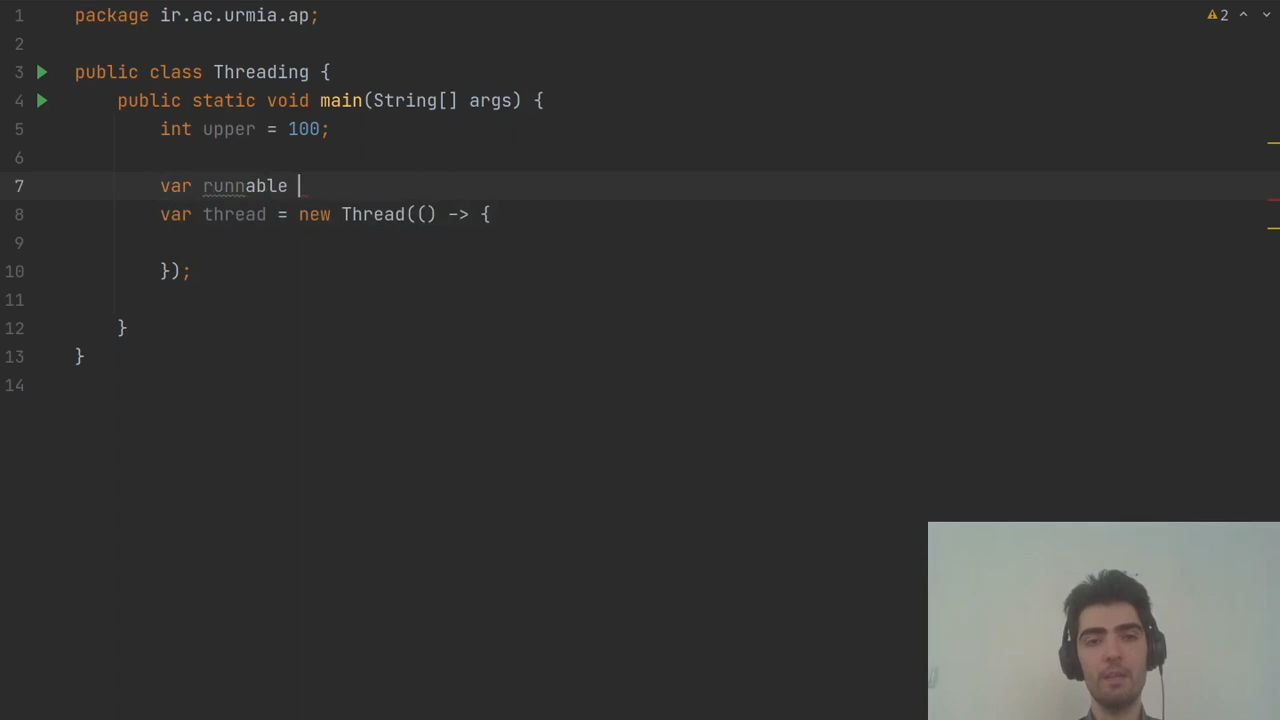 1 package ir.ac.urmia.ap;
2
3 public class Threading {
4 public static void main(String[] args) {
5 int upper = 100;
6
7 var runnable
8 var thread = new Thread(() -> {
9
10 });
11
12 }
13 }
14
2